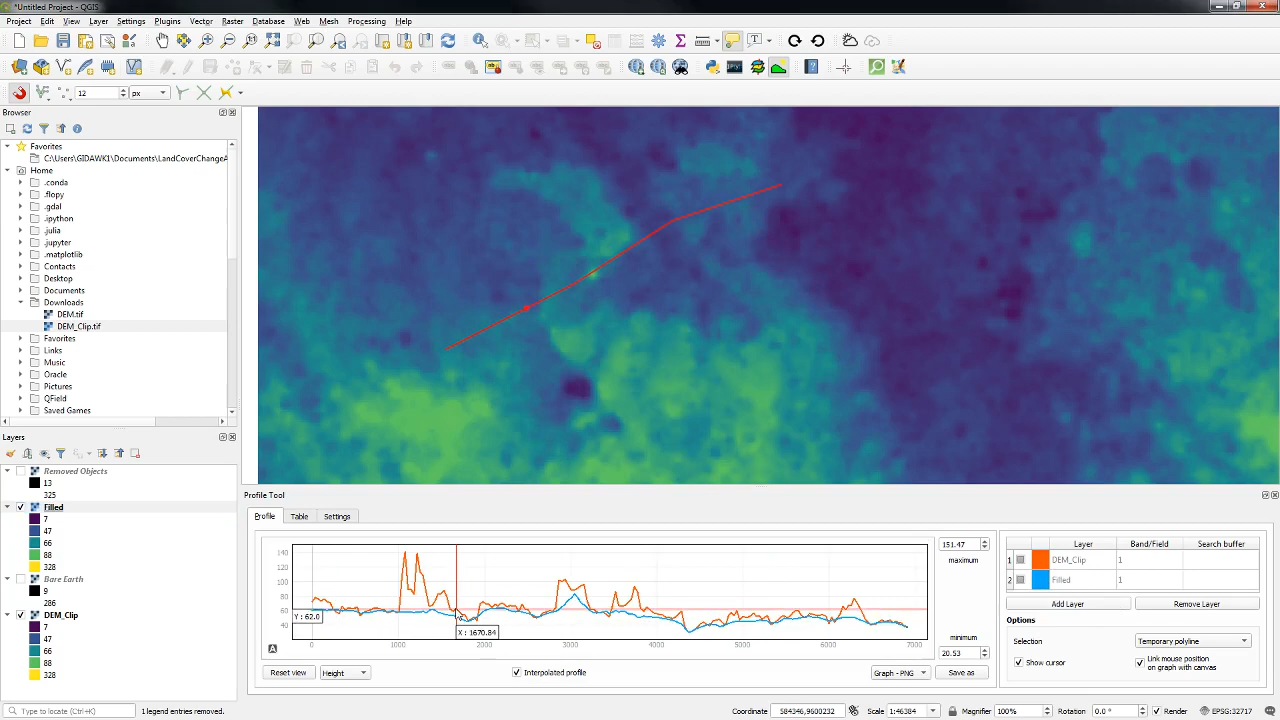 *Untitled Project - QGIS
Project Edit View Layer Settings Plugins Vector Raster Database Web Mesh Processing Help
12 px
Browser
Favorites
C:\Users\GIDAWK1\Documents\LandCoverChangeA
Home
.conda
.flopy
.gdal
.ipython
.julia
.jupyter
.matplotlib
Contacts
Desktop
Documents
Downloads
DEM.tif
DEM_Clip.tif
Favorites
Links
Music
Oracle
Pictures
QField
Saved Games
Layers
Removed Objects
13
325
Filled
7
47
66
88
328
Bare Earth
9
286
DEM_Clip
7
47
66
88
328
Profile Tool
Profile Table Settings
140
120
100
80
60
40
Y : 62.0
X : 1670.84
0 1000 2000 3000 4000 5000 6000 7000
A
151.47
maximum
minimum
20.53
Reset view Height Interpolated profile Graph - PNG Save as
Layer Band/Field Search buffer
1 DEM_Clip 1
2 Filled 1
Add Layer Remove Layer
Options
Selection Temporary polyline
Show cursor Link mouse position on graph with canvas
Type to locate (Ctrl+K) 1 legend entries removed. Coordinate 584346,9600232 Scale 1:46384 Magnifier 100% Rotation 0.0 ° Render EPSG:32717